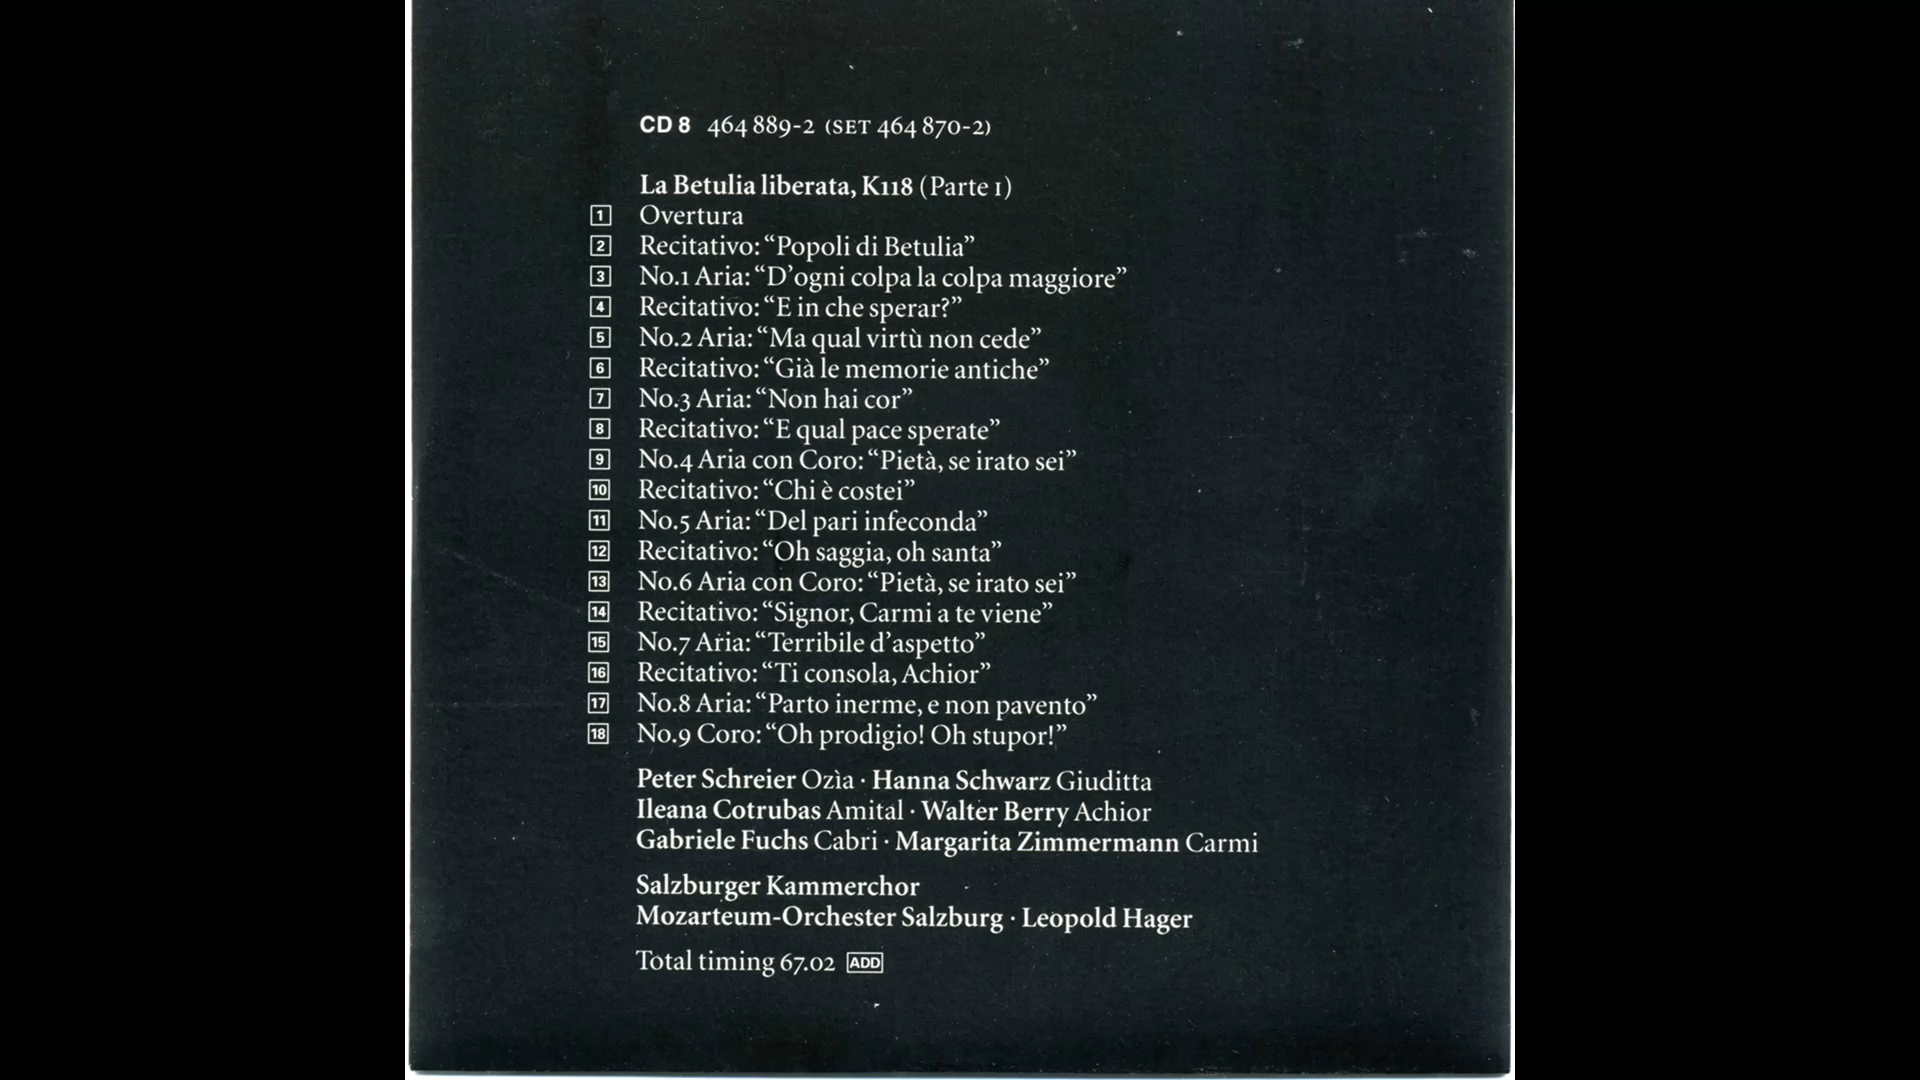 CD 8 464 889-2 (SET 464 870-2)
La Betulia liberata, K118 (Parte 1)
1 Overtura
2 Recitativo: “Popoli di Betulia”
3 No.1 Aria: “D’ogni colpa la colpa maggiore”
4 Recitativo: “E in che sperar?”
5 No.2 Aria: “Ma qual virtù non cede”
6 Recitativo: “Già le memorie antiche”
7 No.3 Aria: “Non hai cor”
8 Recitativo: “E qual pace sperate”
9 No.4 Aria con Coro: “Pietà, se irato sei”
10 Recitativo: “Chi è costei”
11 No.5 Aria: “Del pari infeconda”
12 Recitativo: “Oh saggia, oh santa”
13 No.6 Aria con Coro: “Pietà, se irato sei”
14 Recitativo: “Signor, Carmi a te viene”
15 No.7 Aria: “Terribile d’aspetto”
16 Recitativo: “Ti consola, Achior”
17 No.8 Aria: “Parto inerme, e non pavento”
18 No.9 Coro: “Oh prodigio! Oh stupor!”
Peter Schreier Ozìa · Hanna Schwarz Giuditta
Ileana Cotrubas Amital · Walter Berry Achior
Gabriele Fuchs Cabri · Margarita Zimmermann Carmi
Salzburger Kammerchor
Mozarteum-Orchester Salzburg · Leopold Hager
Total timing 67.02 ADD